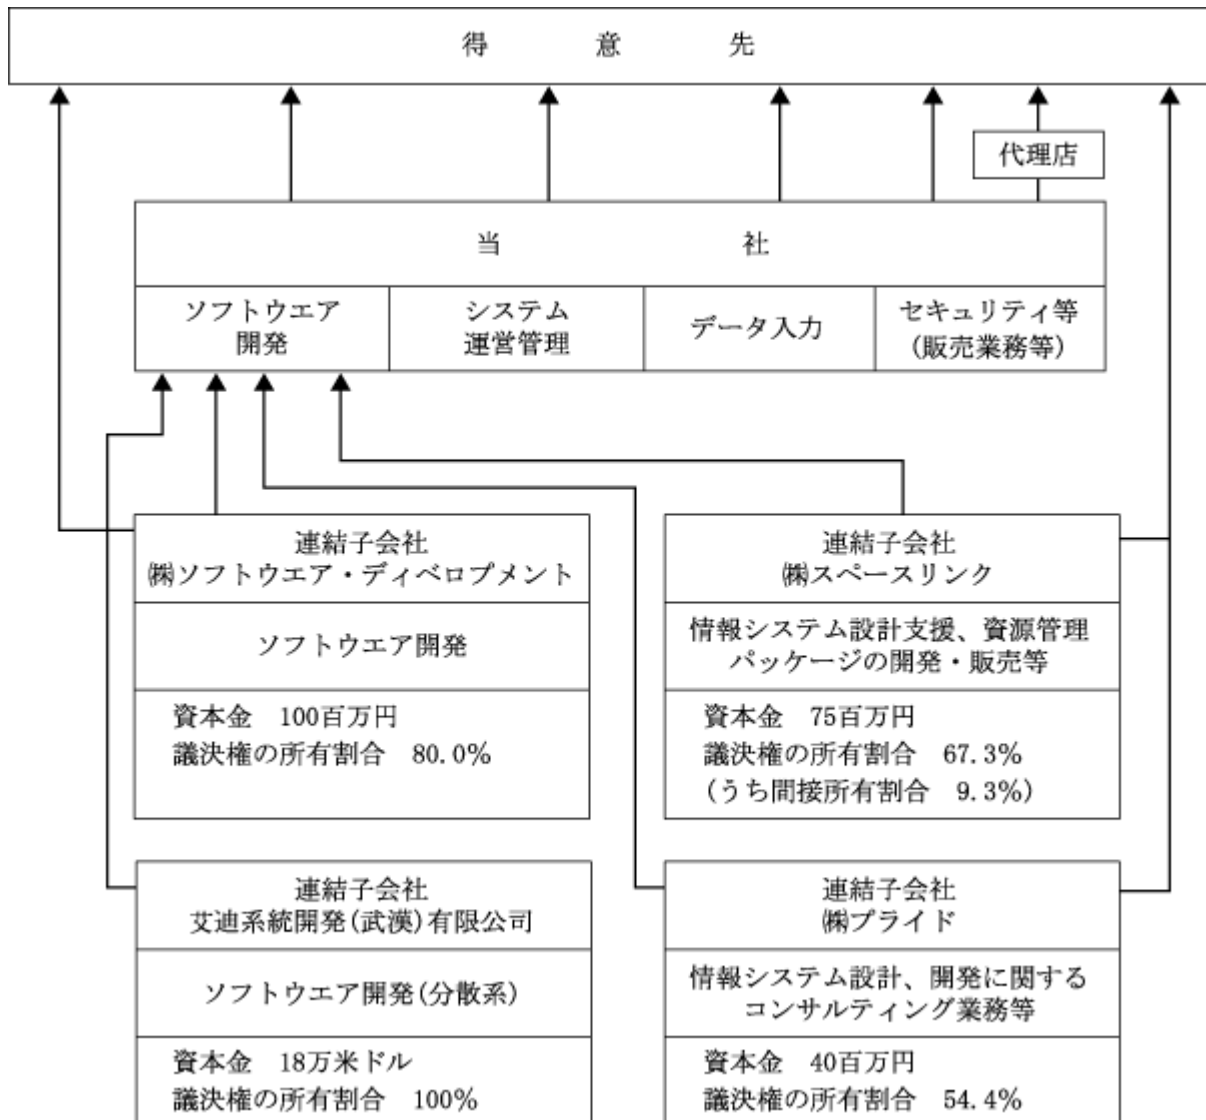 得意先
代理店
当社
ソフトウエア
開発
システム
運営管理
データ入力
セキュリティ等
(販売業務等)
連結子会社
㈱ソフトウエア・ディベロプメント
ソフトウエア開発
資本金 100百万円
議決権の所有割合 80.0%
連結子会社
㈱スペースリンク
情報システム設計支援、資源管理
パッケージの開発・販売等
資本金 75百万円
議決権の所有割合 67.3%
(うち間接所有割合 9.3%)
連結子会社
艾迪系統開発(武漢)有限公司
ソフトウエア開発(分散系)
資本金 18万米ドル
議決権の所有割合 100%
連結子会社
㈱プライド
情報システム設計、開発に関する
コンサルティング業務等
資本金 40百万円
議決権の所有割合 54.4%